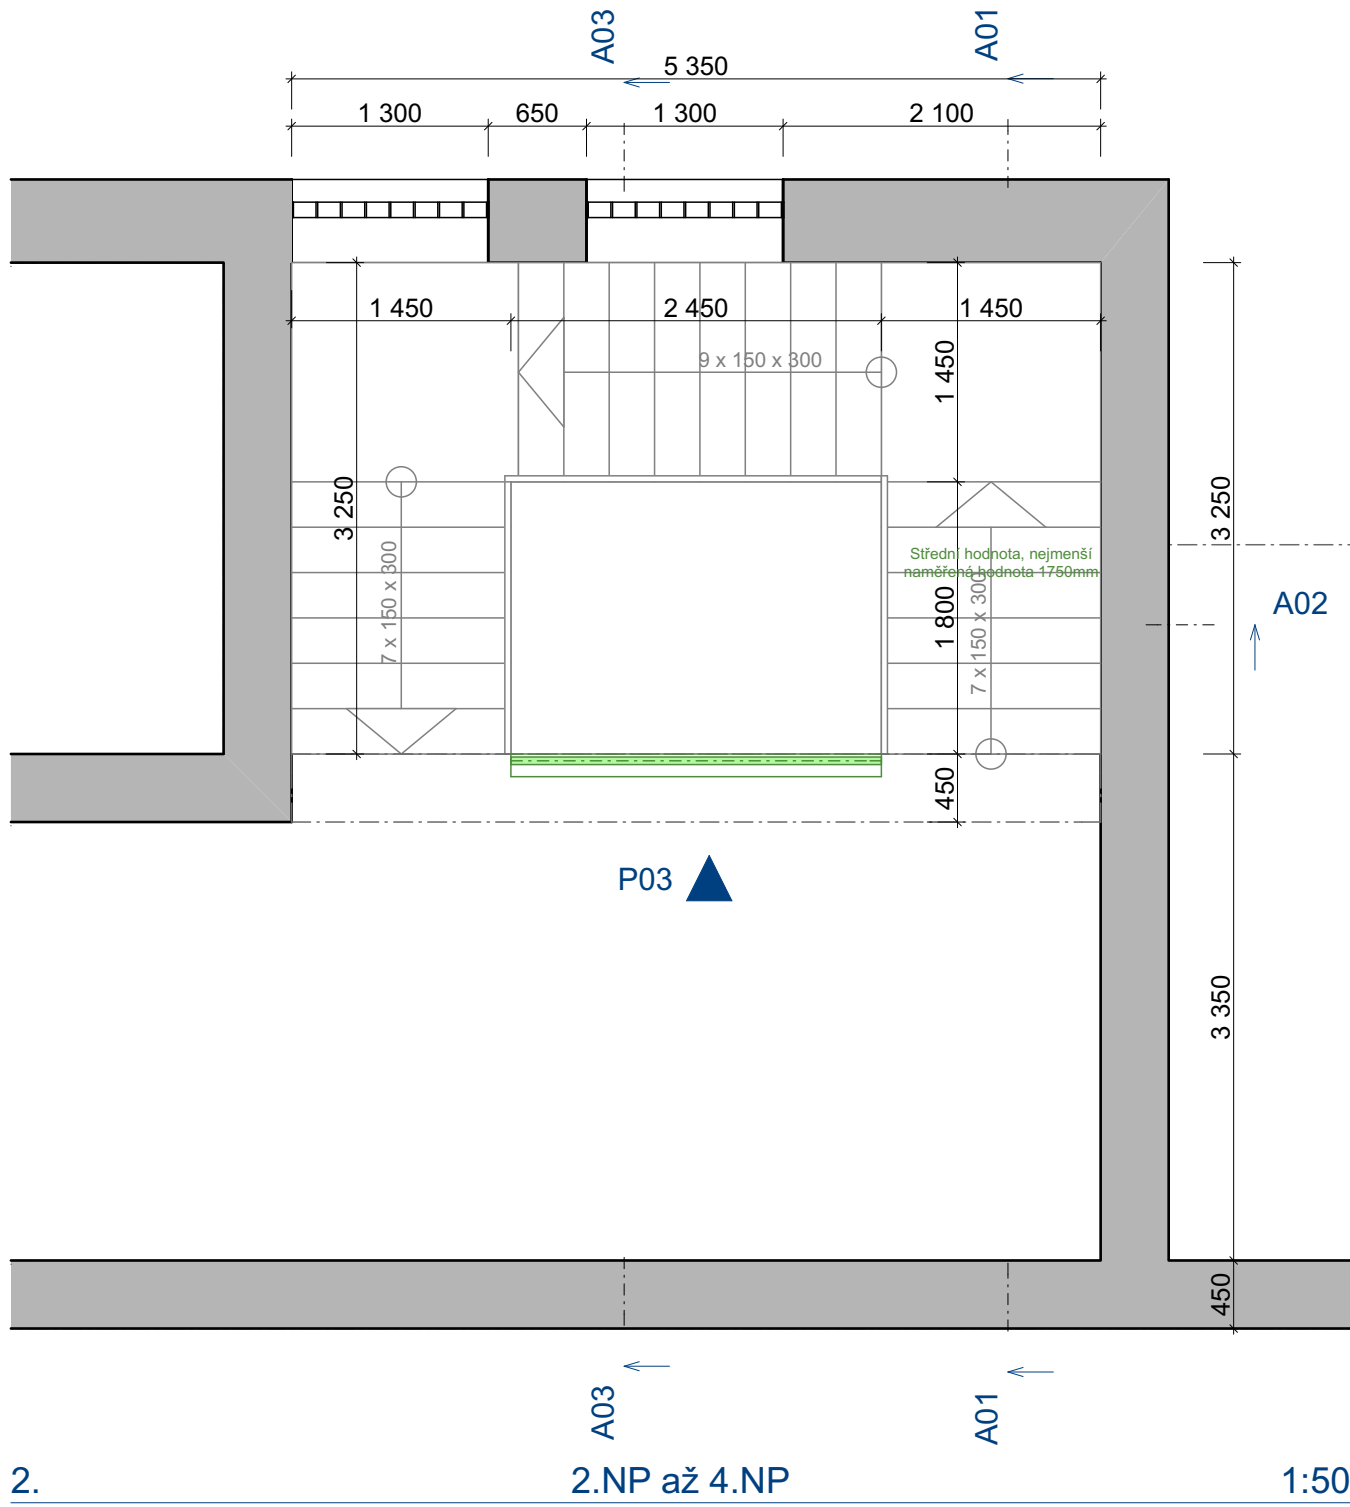 A03
A01
5 350
1 300
650
1 300
2 100
1 450
2 450
1 450
9 x 150 x 300
1 450
3 250
3 250
7 x 150 x 300
Střední hodnota, nejmenší
naměřená hodnota 1750mm
1 800
7 x 150 x 300
A02
450
P03
3 350
450
A03
A01
2.
2.NP až 4.NP
1:50